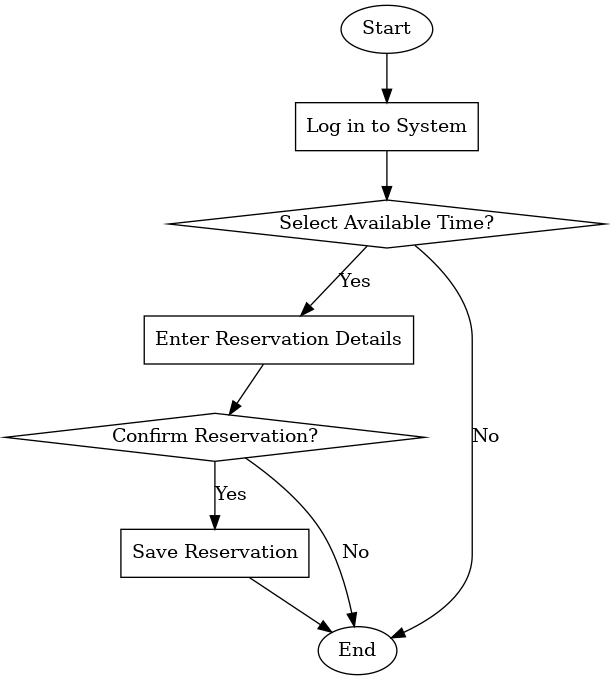 Start
Log in to System
Select Available Time?
Yes
Enter Reservation Details
Confirm Reservation?
No
Yes
Save Reservation
No
End